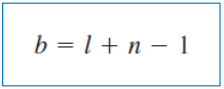 b = l + n − 1